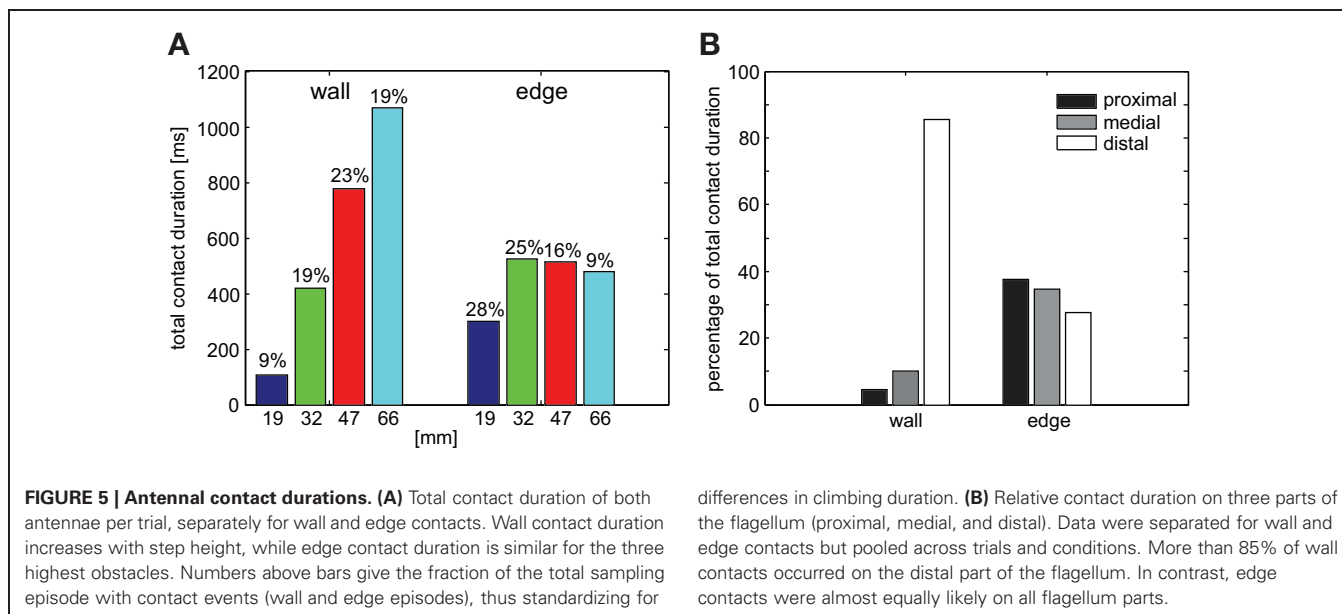 A
1200
1000
800
600
400
200
0
total contact duration [ms]
wall
edge
9%
19%
23%
19%
28%
25%
16%
9%
19 32 47 66 19 32 47 66
[mm]
B
100
80
60
40
20
0
percentage of total contact duration
proximal
medial
distal
wall edge
FIGURE 5 | Antennal contact durations. (A) Total contact duration of both
antennae per trial, separately for wall and edge contacts. Wall contact duration
increases with step height, while edge contact duration is similar for the three
highest obstacles. Numbers above bars give the fraction of the total sampling
episode with contact events (wall and edge episodes), thus standardizing for
differences in climbing duration. (B) Relative contact duration on three parts of
the flagellum (proximal, medial, and distal). Data were separated for wall and
edge contacts but pooled across trials and conditions. More than 85% of wall
contacts occurred on the distal part of the flagellum. In contrast, edge
contacts were almost equally likely on all flagellum parts.